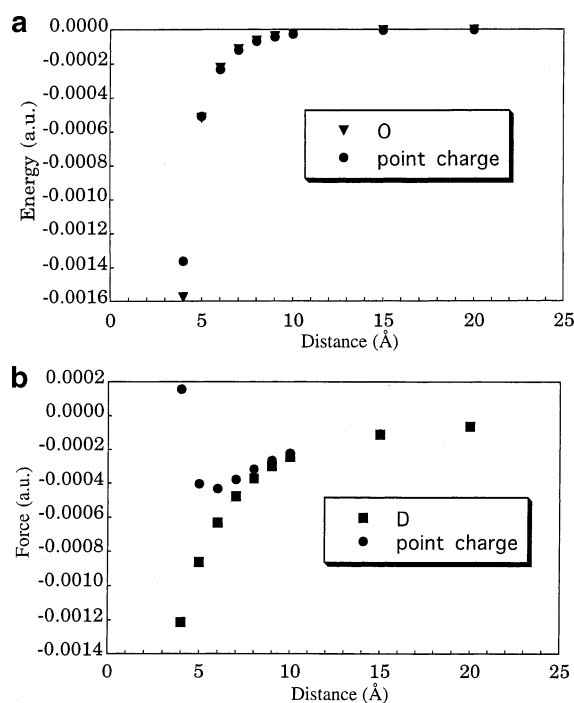 a
0.0000
-0.0002
-0.0004
-0.0006
-0.0008
-0.0010
-0.0012
-0.0014
-0.0016
Energy (a.u.)
O
point charge
0 5 10 15 20 25
Distance (Å)
b
0.0002
0.0000
-0.0002
-0.0004
-0.0006
-0.0008
-0.0010
-0.0012
-0.0014
Force (a.u.)
D
point charge
0 5 10 15 20 25
Distance (Å)